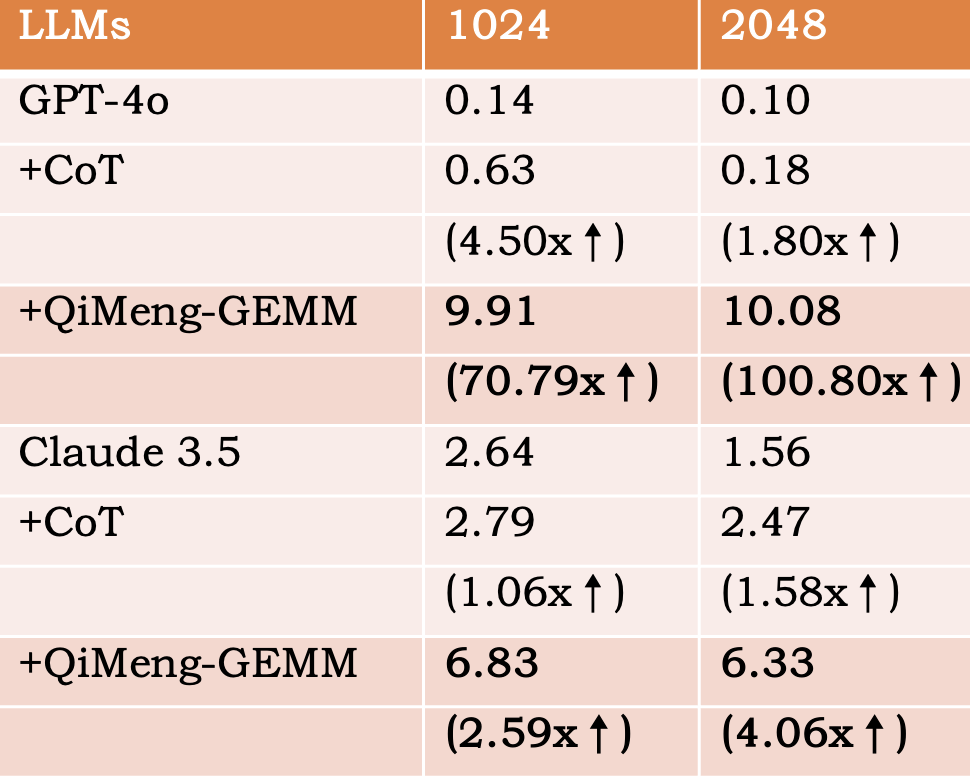 LLMs 1024 2048
GPT-4o 0.14 0.10
+CoT 0.63 0.18
(4.50x↑) (1.80x↑)
+QiMeng-GEMM 9.91 10.08
(70.79x↑) (100.80x↑)
Claude 3.5 2.64 1.56
+CoT 2.79 2.47
(1.06x↑) (1.58x↑)
+QiMeng-GEMM 6.83 6.33
(2.59x↑) (4.06x↑)